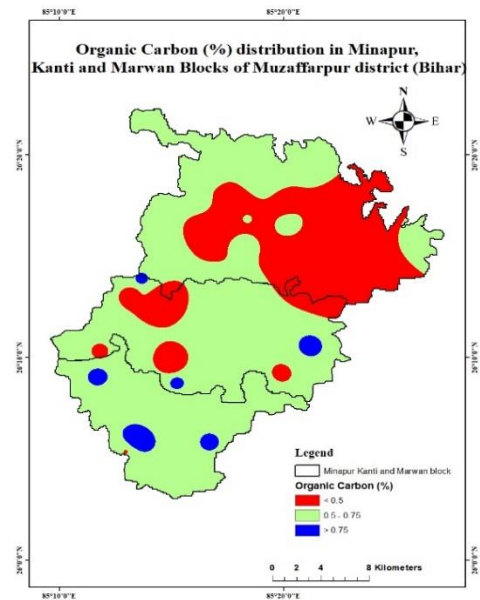 85°10'0"E 85°20'0"E
Organic Carbon (%) distribution in Minapur,
Kanti and Marwan Blocks of Muzaffarpur district (Bihar)
N
W E
S
26°20'0"N 26°20'0"N
26°10'0"N 26°10'0"N
Legend
Minapur Kanti and Marwan block
Organic Carbon (%)
< 0.5
0.5 - 0.75
> 0.75
26°0'0"N 26°0'0"N
0 2 4 8 Kilometers
85°10'0"E 85°20'0"E